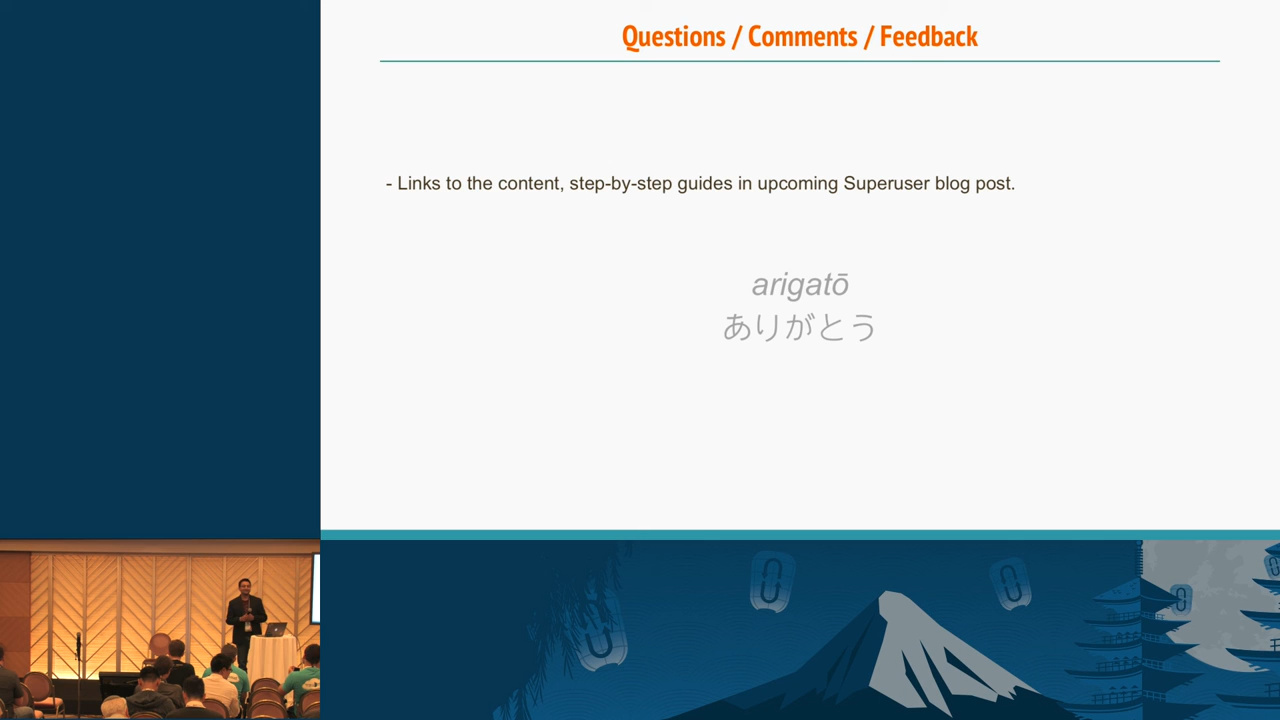 Questions / Comments / Feedback
- Links to the content, step-by-step guides in upcoming Superuser blog post.
arigatō
ありがとう